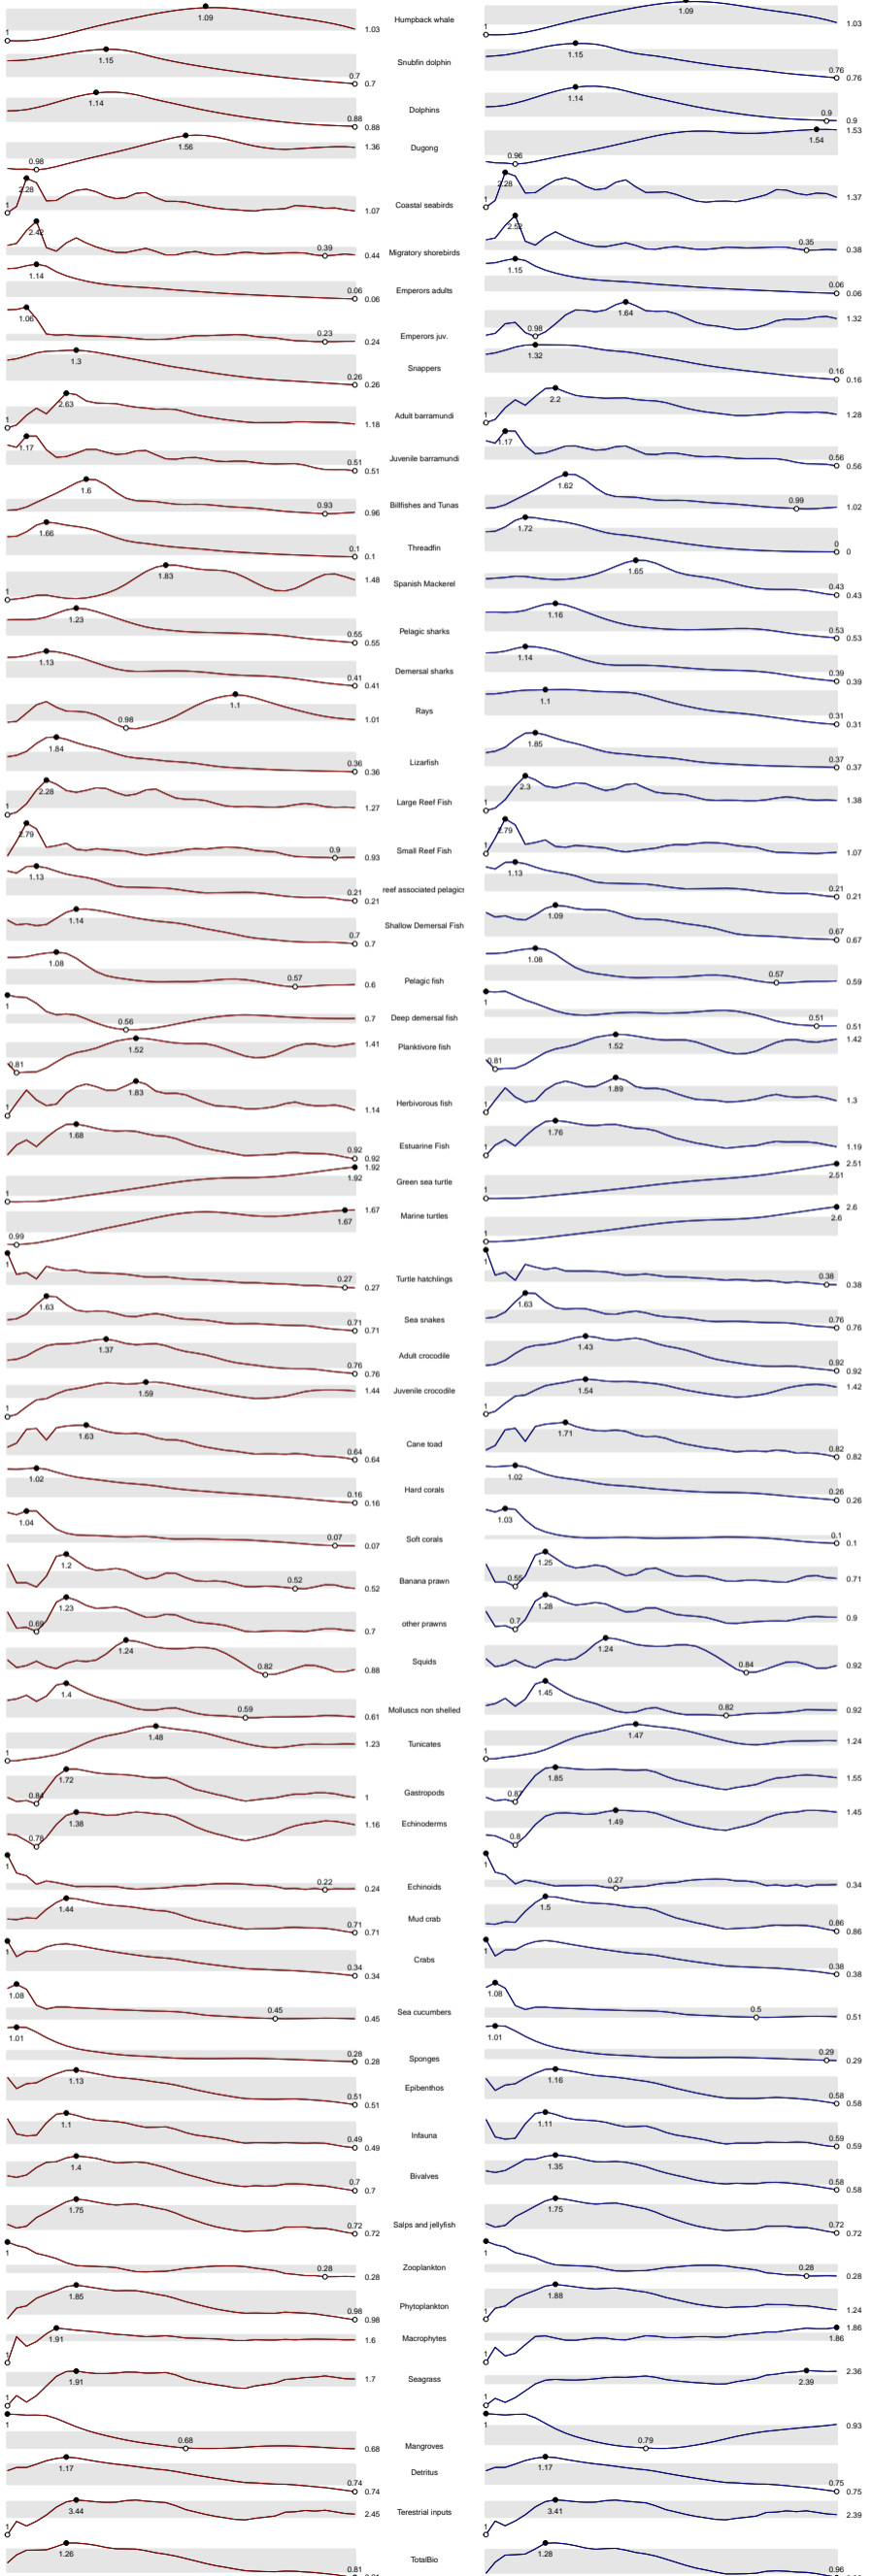 1 1.09 1.03 Humpback whale 1 1.09 1.03
1.15 0.7 0.7 Snubfin dolphin 1.15 0.76 0.76
1.14 0.88 0.88 Dolphins 1.14 0.9 0.9
0.98 1.56 1.36 Dugong 0.96 1.54 1.53
1 2.28 1.07 Coastal seabirds 1 2.28 1.37
2.42 0.39 0.44 Migratory shorebirds 2.52 0.35 0.38
1.14 0.06 0.06 Emperors adults 1.15 0.06 0.06
1.06 0.23 0.24 Emperors juv. 0.98 1.64 1.32
1.3 0.26 0.26 Snappers 1.32 0.16 0.16
1 2.63 1.18 Adult barramundi 1 2.2 1.28
1.17 0.51 0.51 Juvenile barramundi 1.17 0.56 0.56
1.6 0.93 0.96 Billfishes and Tunas 1.62 0.99 1.02
1.66 0.1 0.1 Threadfin 1.72 0 0
1 1.83 1.48 Spanish Mackerel 1.65 0.43 0.43
1.23 0.55 0.55 Pelagic sharks 1.16 0.53 0.53
1.13 0.41 0.41 Demersal sharks 1.14 0.39 0.39
0.98 1.1 1.01 Rays 1.1 0.31 0.31
1.84 0.36 0.36 Lizarfish 1.85 0.37 0.37
1 2.28 1.27 Large Reef Fish 1 2.3 1.38
2.79 0.9 0.93 Small Reef Fish 1 2.79 1.07
1.13 0.21 0.21 reef associated pelagics 1.13 0.21 0.21
1.14 0.7 0.7 Shallow Demersal Fish 1.09 0.67 0.67
1.08 0.57 0.6 Pelagic fish 1.08 0.57 0.59
1 0.56 0.7 Deep demersal fish 1 0.51 0.51
0.81 1.52 1.41 Planktivore fish 0.81 1.52 1.42
1 1.83 1.14 Herbivorous fish 1 1.89 1.3
1.68 0.92 0.92 Estuarine Fish 1 1.76 1.19
1 1.92 1.92 Green sea turtle 1 2.51 2.51
0.99 1.67 1.67 Marine turtles 1 2.6 2.6
1 0.27 0.27 Turtle hatchlings 1 0.38 0.38
1.63 0.71 0.71 Sea snakes 1.63 0.76 0.76
1.37 0.76 0.76 Adult crocodile 1.43 0.92 0.92
1 1.59 1.44 Juvenile crocodile 1 1.54 1.42
1.63 0.64 0.64 Cane toad 1.71 0.82 0.82
1.02 0.16 0.16 Hard corals 1.02 0.26 0.26
1.04 0.07 0.07 Soft corals 1.03 0.1 0.1
1.2 0.52 0.52 Banana prawn 0.55 1.25 0.71
0.69 1.23 0.7 other prawns 0.7 1.28 0.9
1.24 0.82 0.88 Squids 1.24 0.84 0.92
1.4 0.59 0.61 Molluscs non shelled 1.45 0.82 0.92
1 1.48 1.23 Tunicates 1 1.47 1.24
0.84 1.72 1 Gastropods 0.87 1.85 1.55
0.78 1.38 1.16 Echinoderms 0.8 1.49 1.45
1 0.22 0.24 Echinoids 1 0.27 0.34
1.44 0.71 0.71 Mud crab 1.5 0.86 0.86
1 0.34 0.34 Crabs 1 0.38 0.38
1.08 0.45 0.45 Sea cucumbers 1.08 0.5 0.51
1.01 0.28 0.28 Sponges 1.01 0.29 0.29
1.13 0.51 0.51 Epibenthos 1.16 0.58 0.58
1.1 0.49 0.49 Infauna 1.11 0.59 0.59
1.4 0.7 0.7 Bivalves 1.35 0.58 0.58
1.75 0.72 0.72 Salps and jellyfish 1.75 0.72 0.72
1 0.28 0.28 Zooplankton 1 0.28 0.28
1.85 0.98 0.98 Phytoplankton 1 1.88 1.24
1 1.91 1.6 Macrophytes 1 1.86 1.86
1 1.91 1.7 Seagrass 1 2.39 2.36
1 0.68 0.68 Mangroves 1 0.79 0.93
1.17 0.74 0.74 Detritus 1.17 0.75 0.75
1 3.44 2.45 Terestrial inputs 1 3.41 2.39
1.26 0.81 TotalBio 1.28 0.96